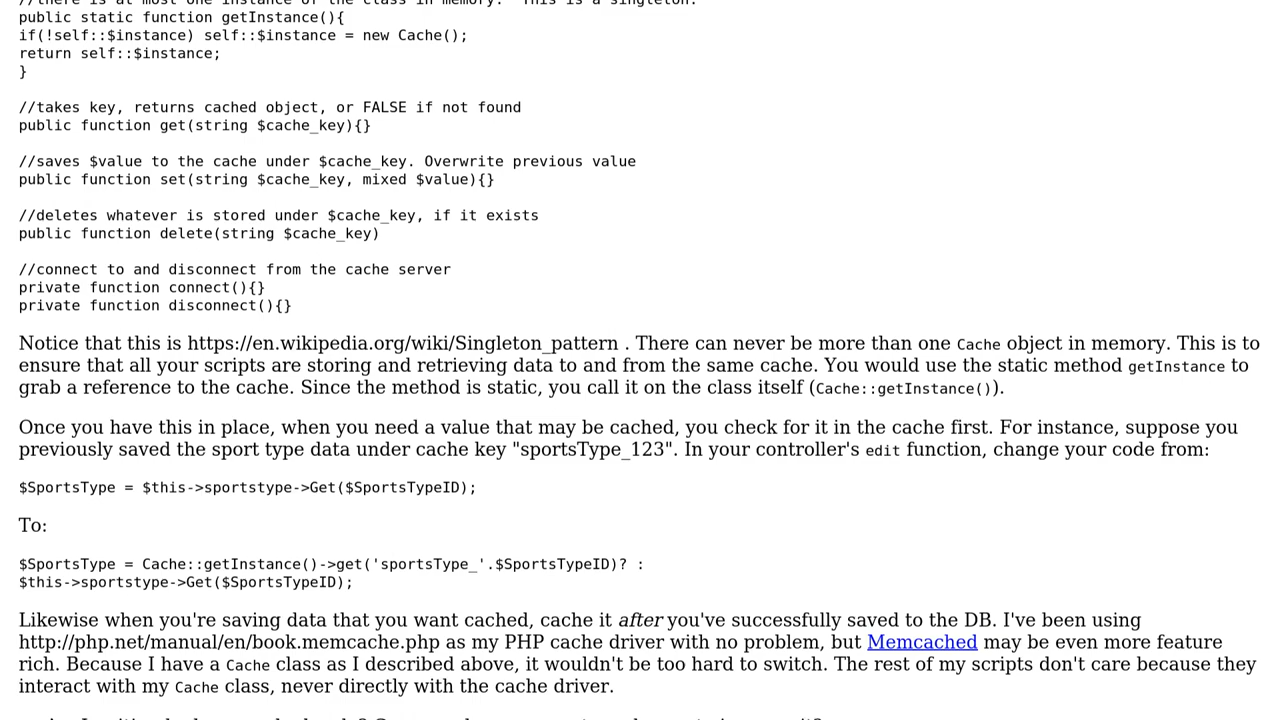 //there is at most one instance of the class in memory.  This is a singleton.
public static function getInstance(){
if(!self::$instance) self::$instance = new Cache();
return self::$instance;
}
//takes key, returns cached object, or FALSE if not found
public function get(string $cache_key){}
//saves $value to the cache under $cache_key. Overwrite previous value
public function set(string $cache_key, mixed $value){}
//deletes whatever is stored under $cache_key, if it exists
public function delete(string $cache_key)
//connect to and disconnect from the cache server
private function connect(){}
private function disconnect(){}
Notice that this is https://en.wikipedia.org/wiki/Singleton_pattern . There can never be more than one Cache object in memory. This is to
ensure that all your scripts are storing and retrieving data to and from the same cache. You would use the static method getInstance to
grab a reference to the cache. Since the method is static, you call it on the class itself (Cache::getInstance()).
Once you have this in place, when you need a value that may be cached, you check for it in the cache first. For instance, suppose you
previously saved the sport type data under cache key "sportsType_123". In your controller's edit function, change your code from:
$SportsType = $this->sportstype->Get($SportsTypeID);
To:
$SportsType = Cache::getInstance()->get('sportsType_'.$SportsTypeID)? :
$this->sportstype->Get($SportsTypeID);
Likewise when you're saving data that you want cached, cache it after you've successfully saved to the DB. I've been using
http://php.net/manual/en/book.memcache.php as my PHP cache driver with no problem, but Memcached may be even more feature
rich. Because I have a Cache class as I described above, it wouldn't be too hard to switch. The rest of my scripts don't care because they
interact with my Cache class, never directly with the cache driver.